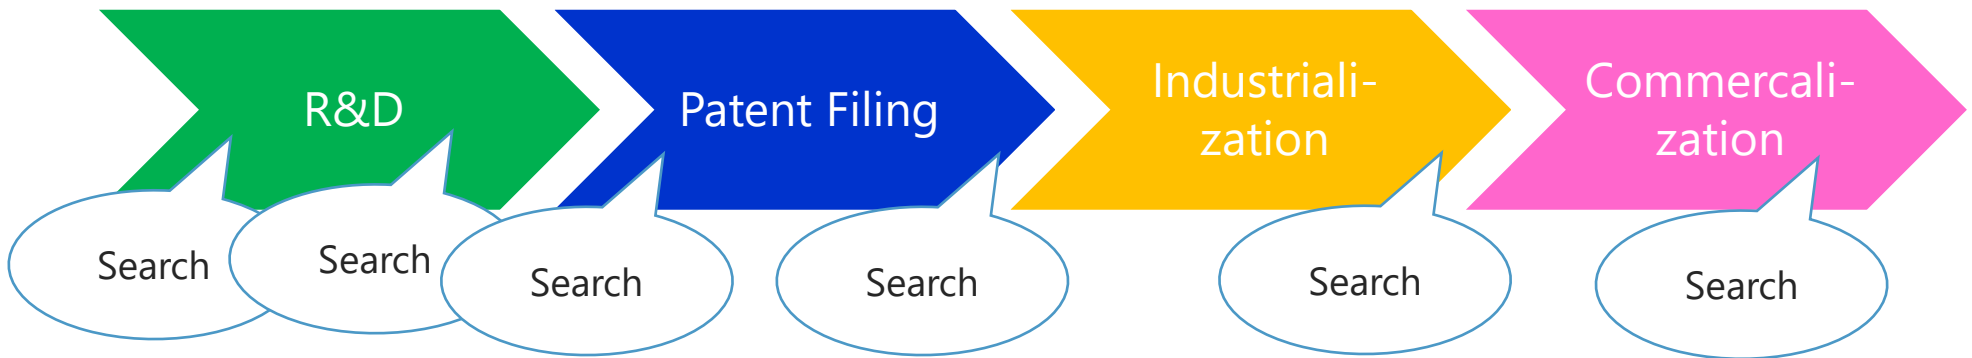 R&D
Patent Filing
Industriali-
zation
Commercali-
zation
Search
Search
Search
Search
Search
Search